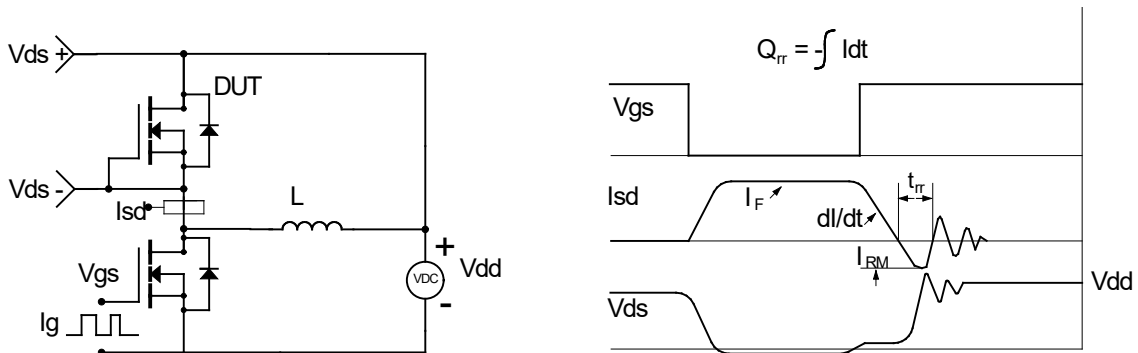 Vds +
DUT
Vds -
Isd
L
Vgs
Ig
+
VDC
-
Vdd
Qrr = -∫ Idt
Vgs
Isd
IF
dI/dt
trr
IRM
Vds
Vdd